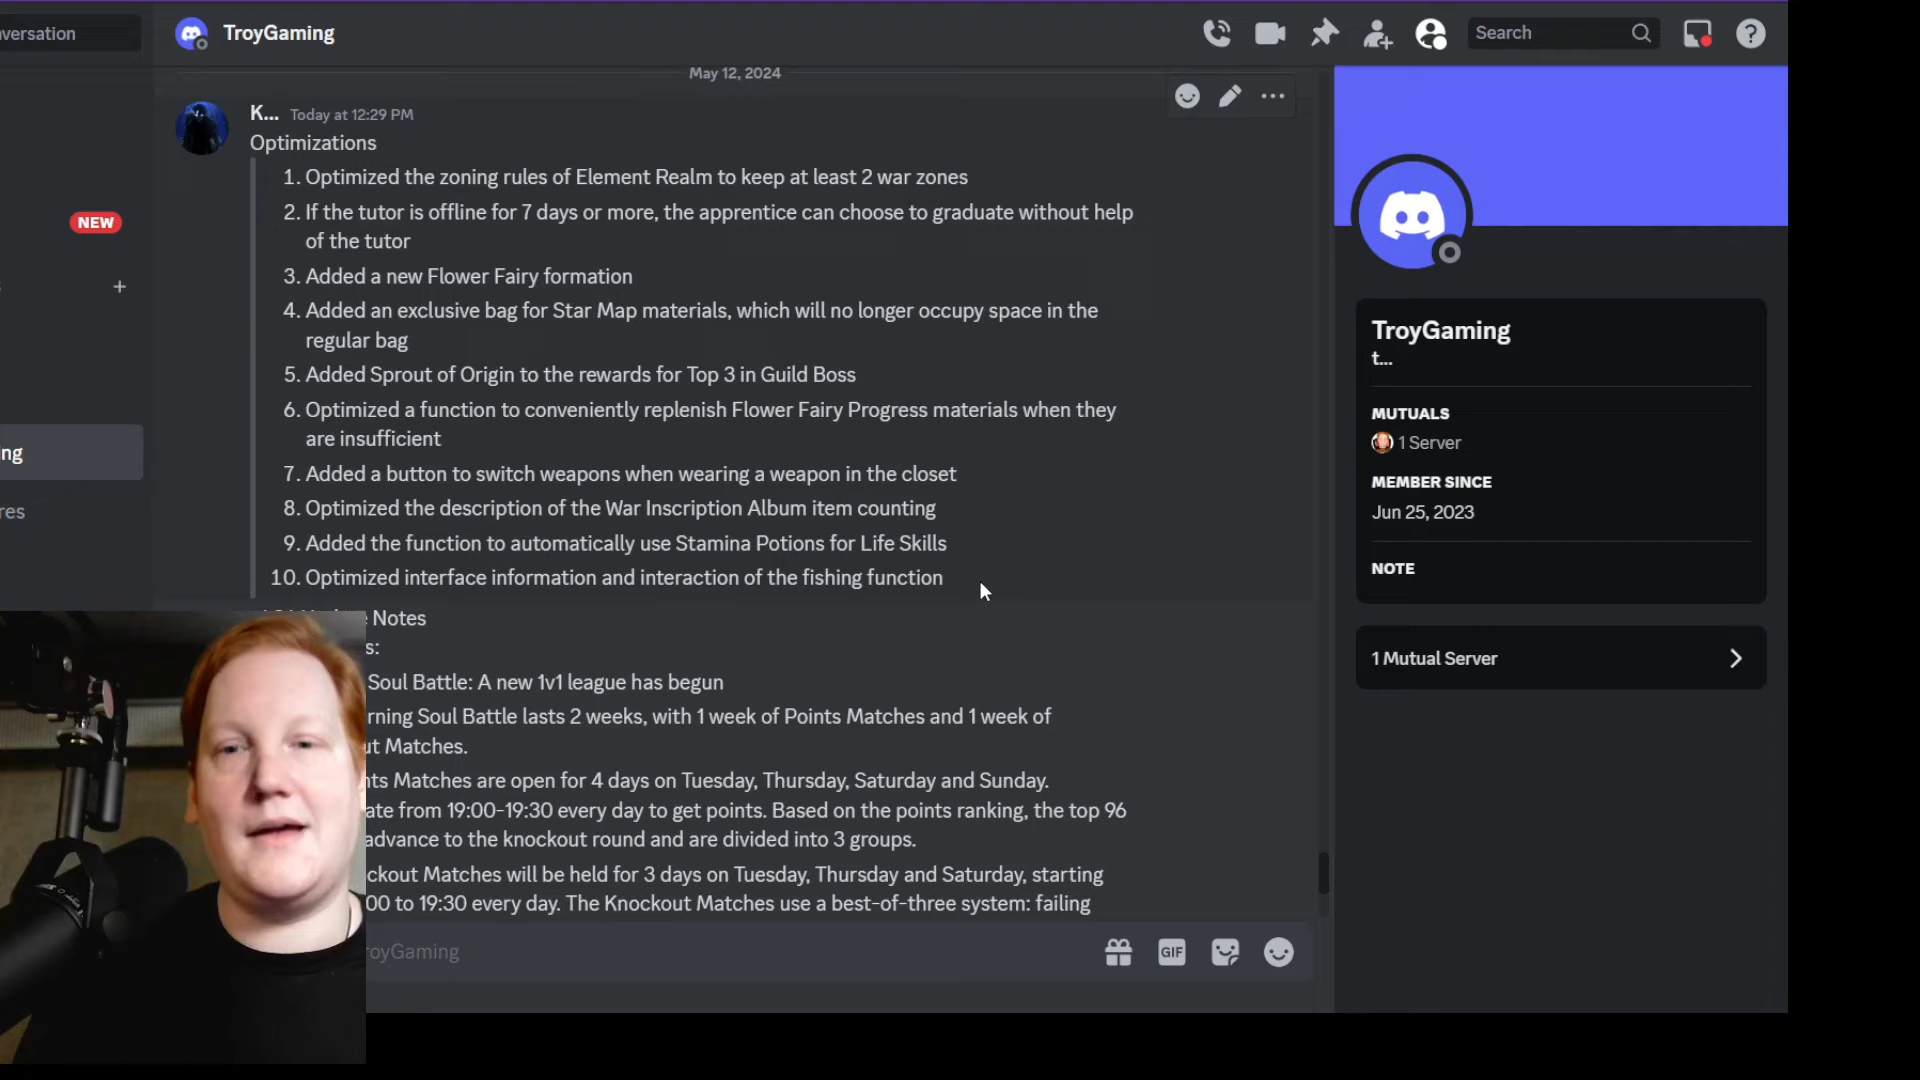 versation
TroyGaming
Search
May 12, 2024
K... Today at 12:29 PM
Optimizations
1. Optimized the zoning rules of Element Realm to keep at least 2 war zones
2. If the tutor is offline for 7 days or more, the apprentice can choose to graduate without help
of the tutor
3. Added a new Flower Fairy formation
4. Added an exclusive bag for Star Map materials, which will no longer occupy space in the
regular bag
5. Added Sprout of Origin to the rewards for Top 3 in Guild Boss
6. Optimized a function to conveniently replenish Flower Fairy Progress materials when they
are insufficient
7. Added a button to switch weapons when wearing a weapon in the closet
8. Optimized the description of the War Inscription Album item counting
9. Added the function to automatically use Stamina Potions for Life Skills
10. Optimized interface information and interaction of the fishing function
Notes
s:
Soul Battle: A new 1v1 league has begun
rning Soul Battle lasts 2 weeks, with 1 week of Points Matches and 1 week of
ut Matches.
nts Matches are open for 4 days on Tuesday, Thursday, Saturday and Sunday.
ate from 19:00-19:30 every day to get points. Based on the points ranking, the top 96
advance to the knockout round and are divided into 3 groups.
ckout Matches will be held for 3 days on Tuesday, Thursday and Saturday, starting
00 to 19:30 every day. The Knockout Matches use a best-of-three system: failing
royGaming
GIF
NEW
ng
res
TroyGaming
t...
MUTUALS
1 Server
MEMBER SINCE
Jun 25, 2023
NOTE
1 Mutual Server